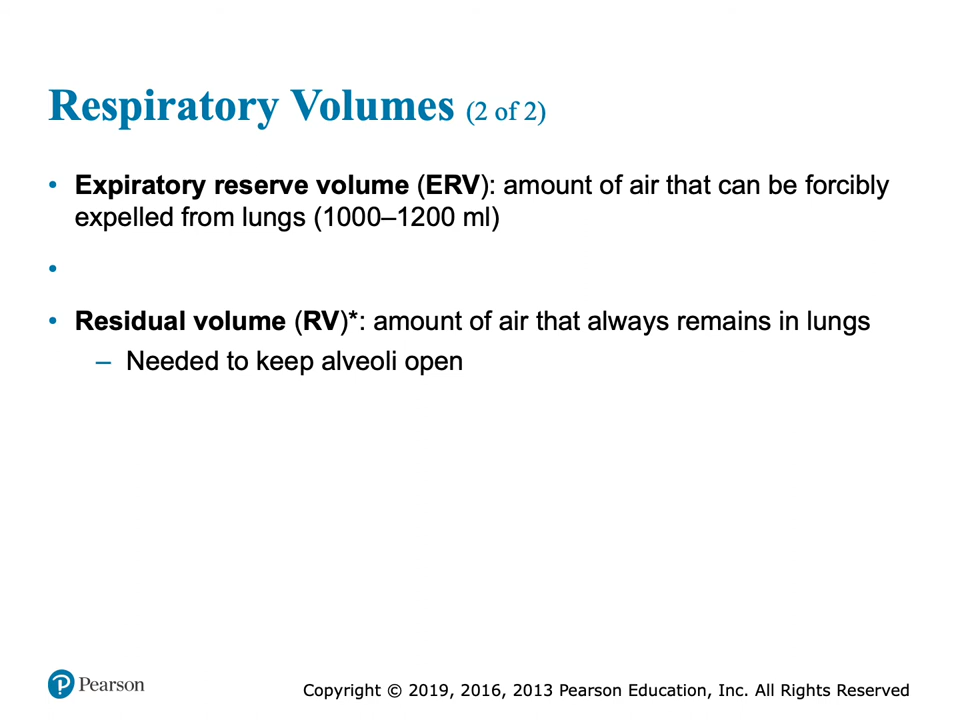 Respiratory Volumes (2 of 2)
• Expiratory reserve volume (ERV): amount of air that can be forcibly
expelled from lungs (1000–1200 ml)
•
• Residual volume (RV)*: amount of air that always remains in lungs
– Needed to keep alveoli open
Pearson
Copyright © 2019, 2016, 2013 Pearson Education, Inc. All Rights Reserved